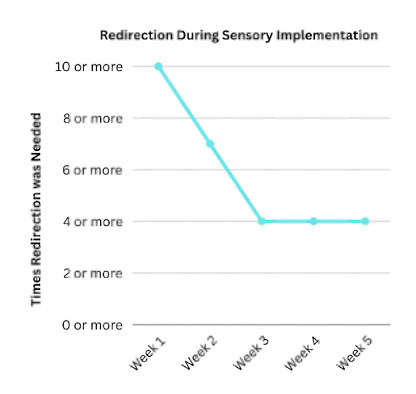 Redirection During Sensory Implementation
Times Redirection was Needed
10 or more
8 or more
6 or more
4 or more
2 or more
0 or more
Week 1
Week 2
Week 3
Week 4
Week 5